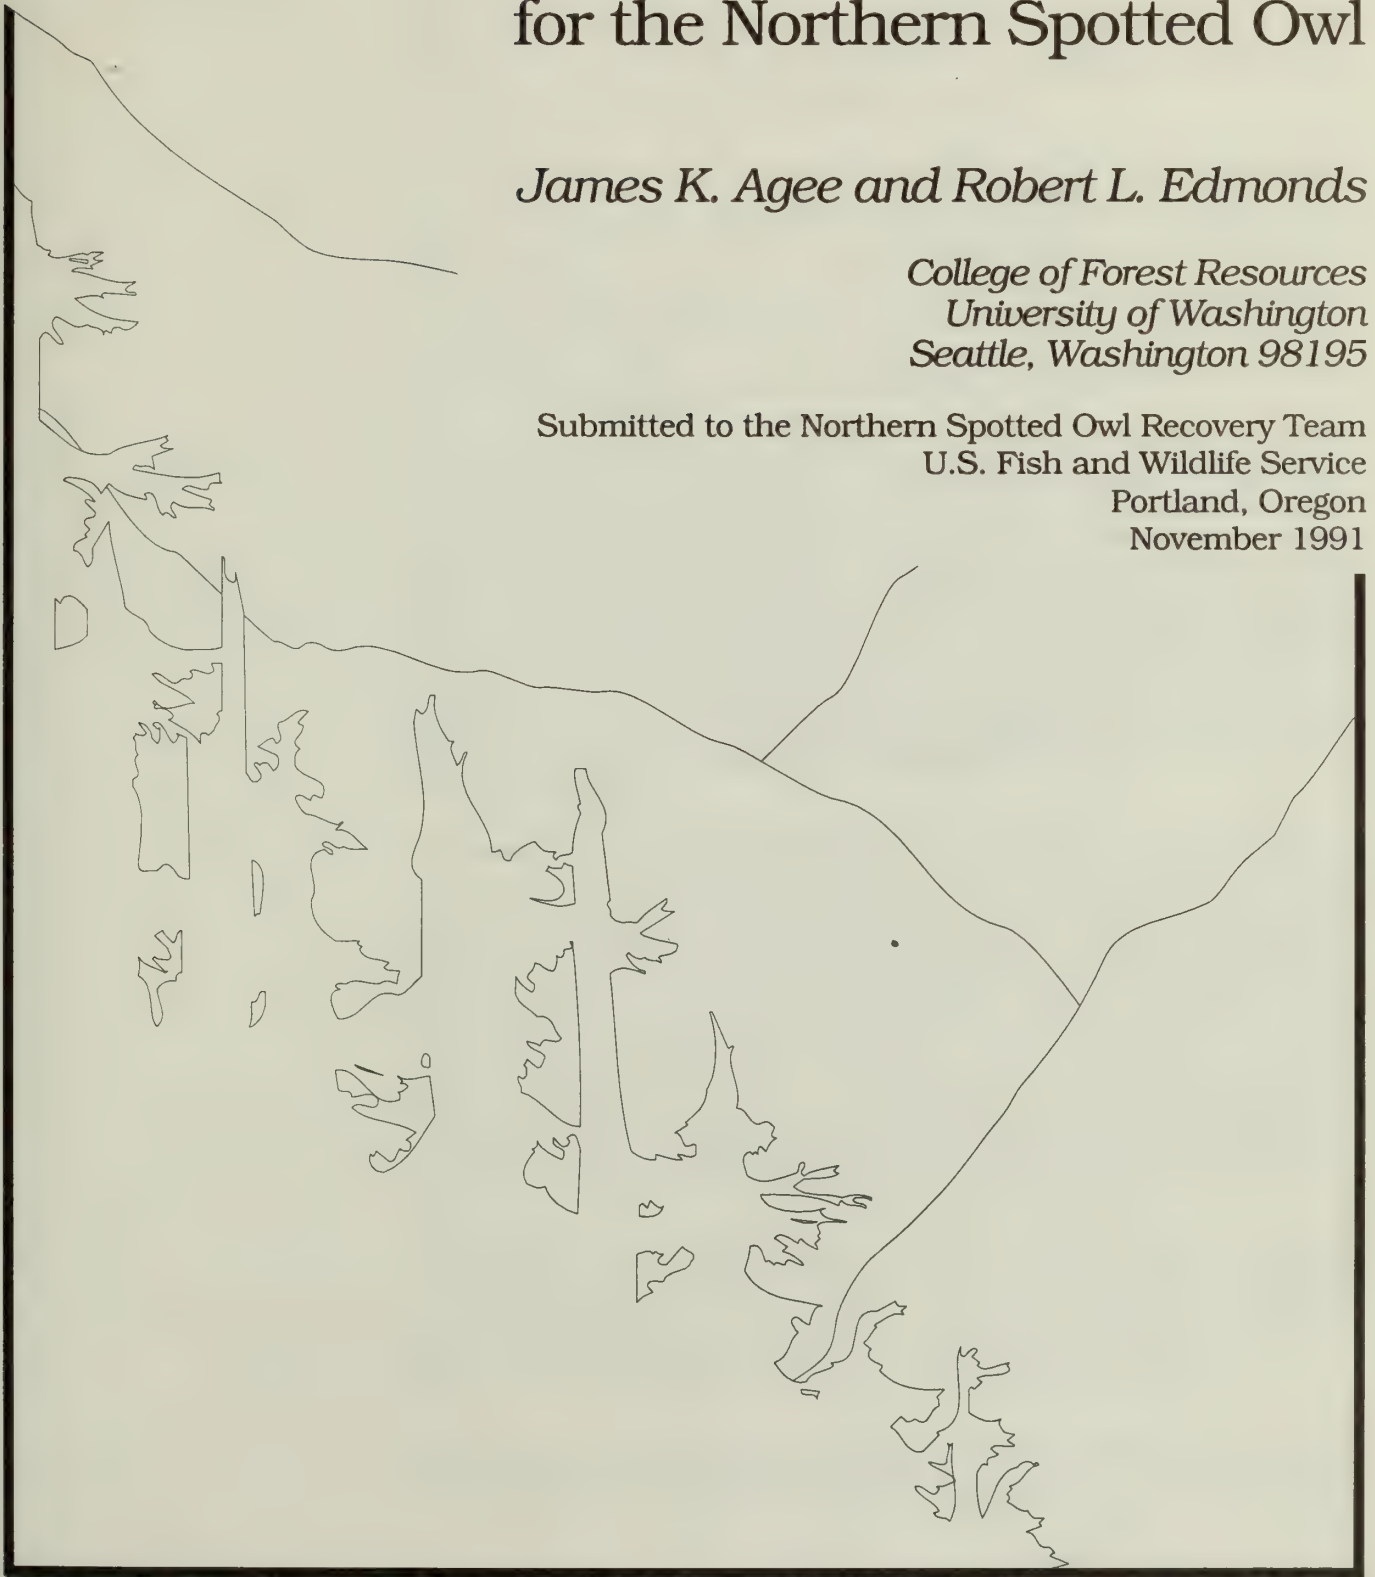 for the Northern Spotted Owl
James K. Agee and Robert L. Edmonds
College of Forest Resources
University of Washington
Seattle, Washington 98195
Submitted to the Northern Spotted Owl Recovery Team
U.S. Fish and Wildlife Service
Portland, Oregon
November 1991